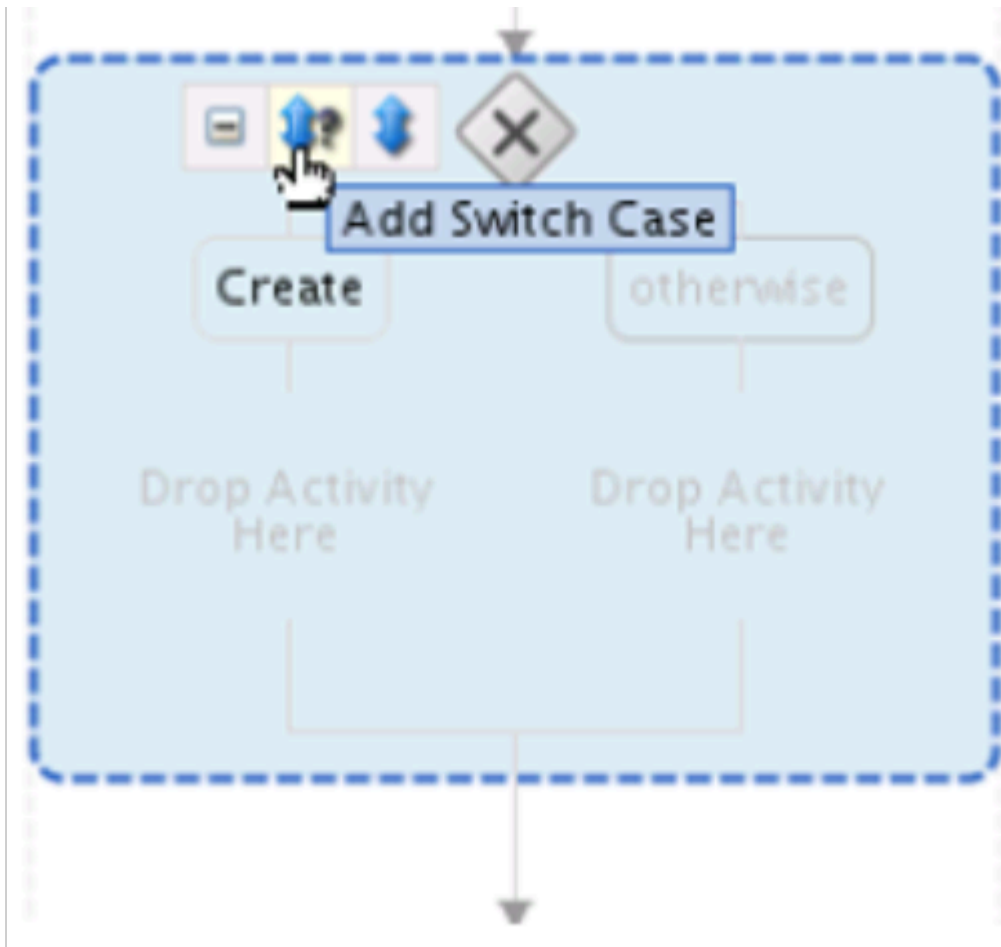 Add Switch Case
Create
otherwise
Drop Activity
Here
Drop Activity
Here